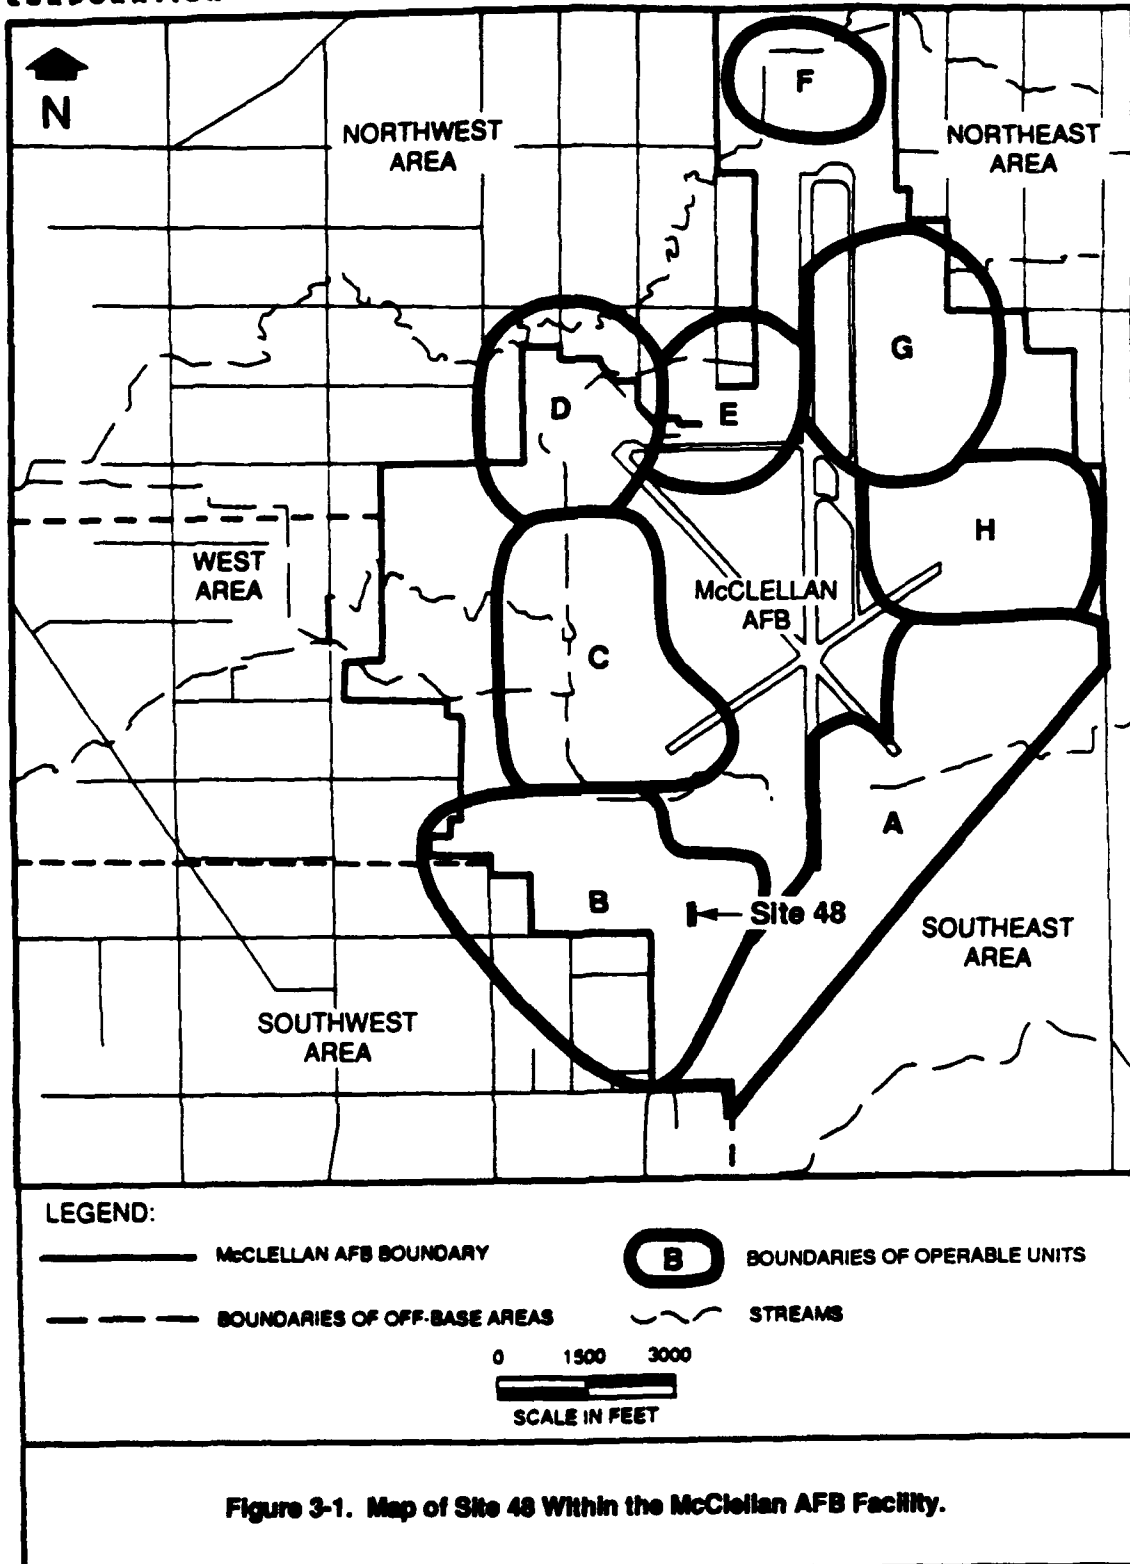 N
F
NORTHWEST
AREA
NORTHEAST
AREA
G
D
E
H
WEST
AREA
McCLELLAN
AFB
C
A
B
Site 48
SOUTHEAST
AREA
SOUTHWEST
AREA
LEGEND:
McCLELLAN AFB BOUNDARY
B
BOUNDARIES OF OPERABLE UNITS
BOUNDARIES OF OFF-BASE AREAS
STREAMS
0 1500 3000
SCALE IN FEET
Figure 3-1. Map of Site 48 Within the McClellan AFB Facility.